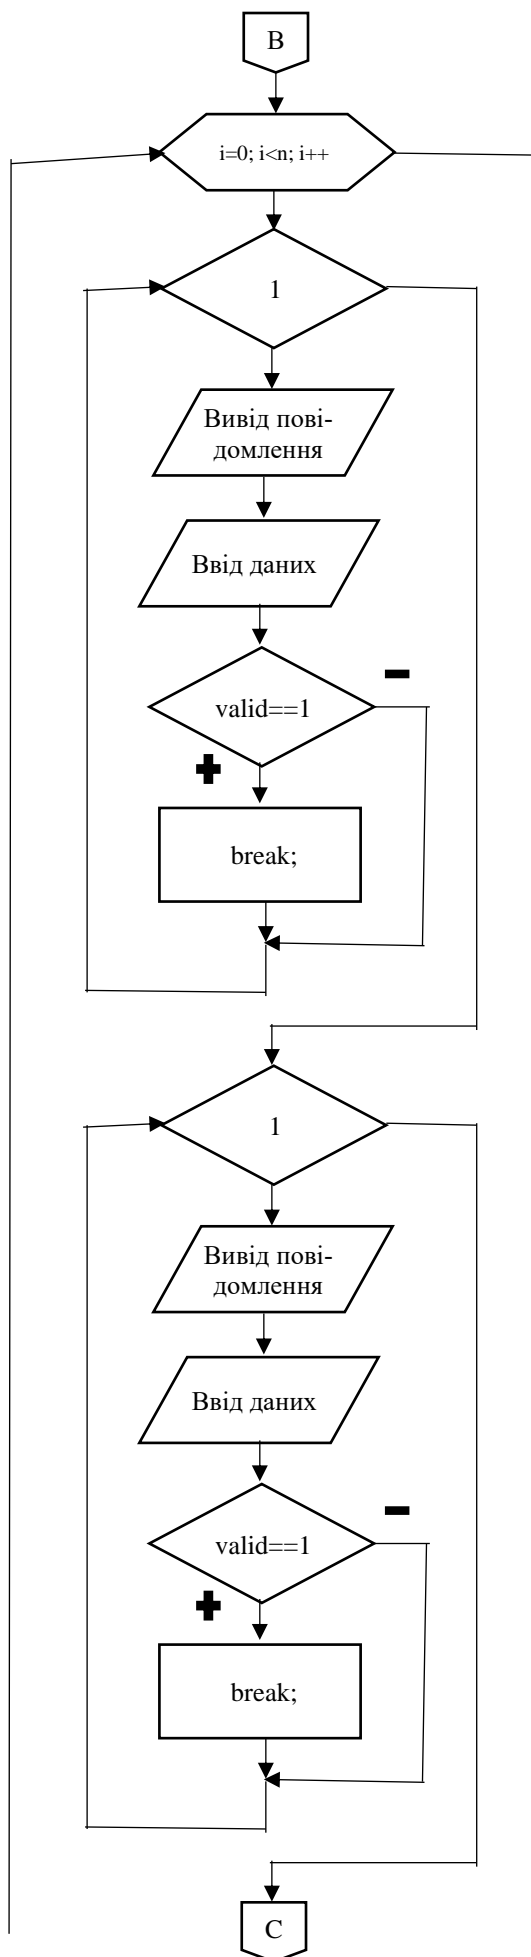 В
i=0; i<n; i++
1
Вивід пові-
домлення
Ввід даних
valid==1
break;
1
Вивід пові-
домлення
Ввід даних
valid==1
break;
С